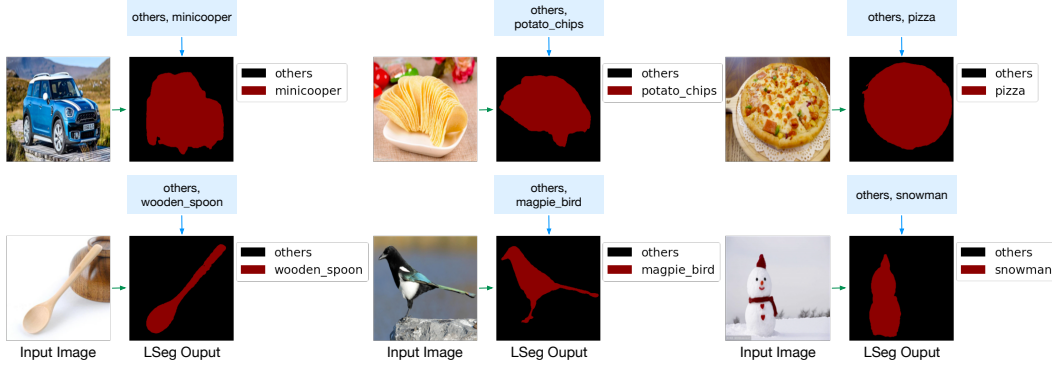 others, minicooper
others,
potato_chips
others, pizza
others
minicooper
others
potato_chips
others
pizza
others,
wooden_spoon
others,
magpie_bird
others, snowman
others
wooden_spoon
others
magpie_bird
others
snowman
Input Image
LSeg Ouput
Input Image
LSeg Ouput
Input Image
LSeg Ouput